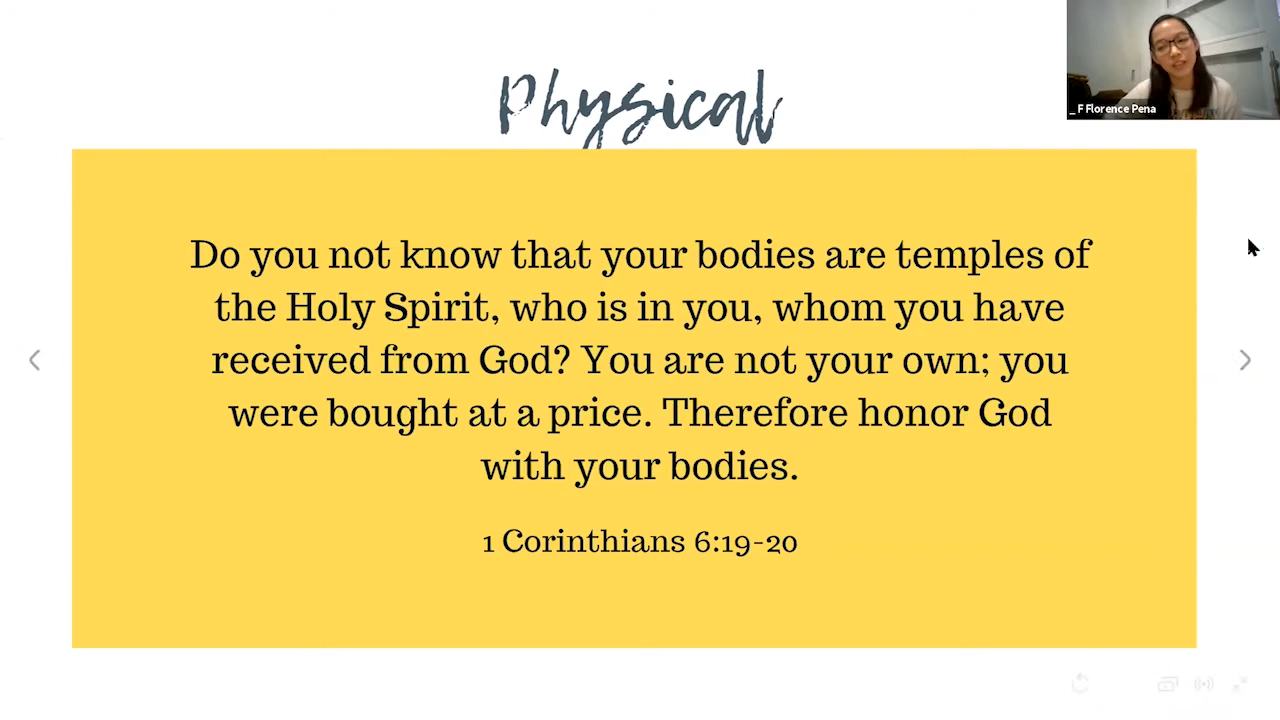 Physical
_ F Florence Pena
Do you not know that your bodies are temples of
the Holy Spirit, who is in you, whom you have
received from God? You are not your own; you
were bought at a price. Therefore honor God
with your bodies.
1 Corinthians 6:19-20